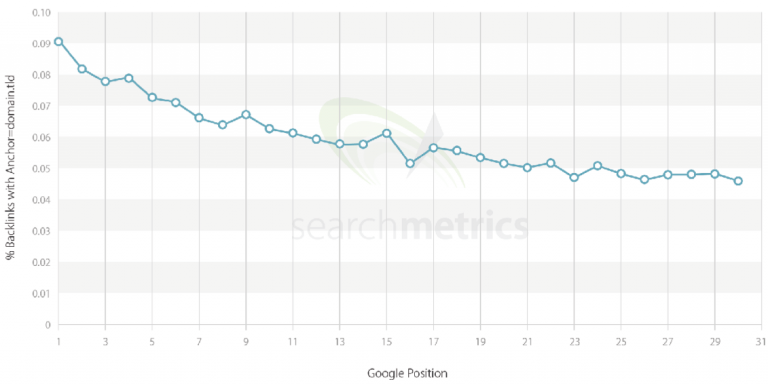 0.10
0.09
0.08
0.07
0.06
0.05
0.04
0.03
0.02
0.01
0
% Backlinks with Anchor=domain.tld
searchmetrics
1 3 5 7 9 11 13 15 17 19 21 23 25 27 29 31
Google Position